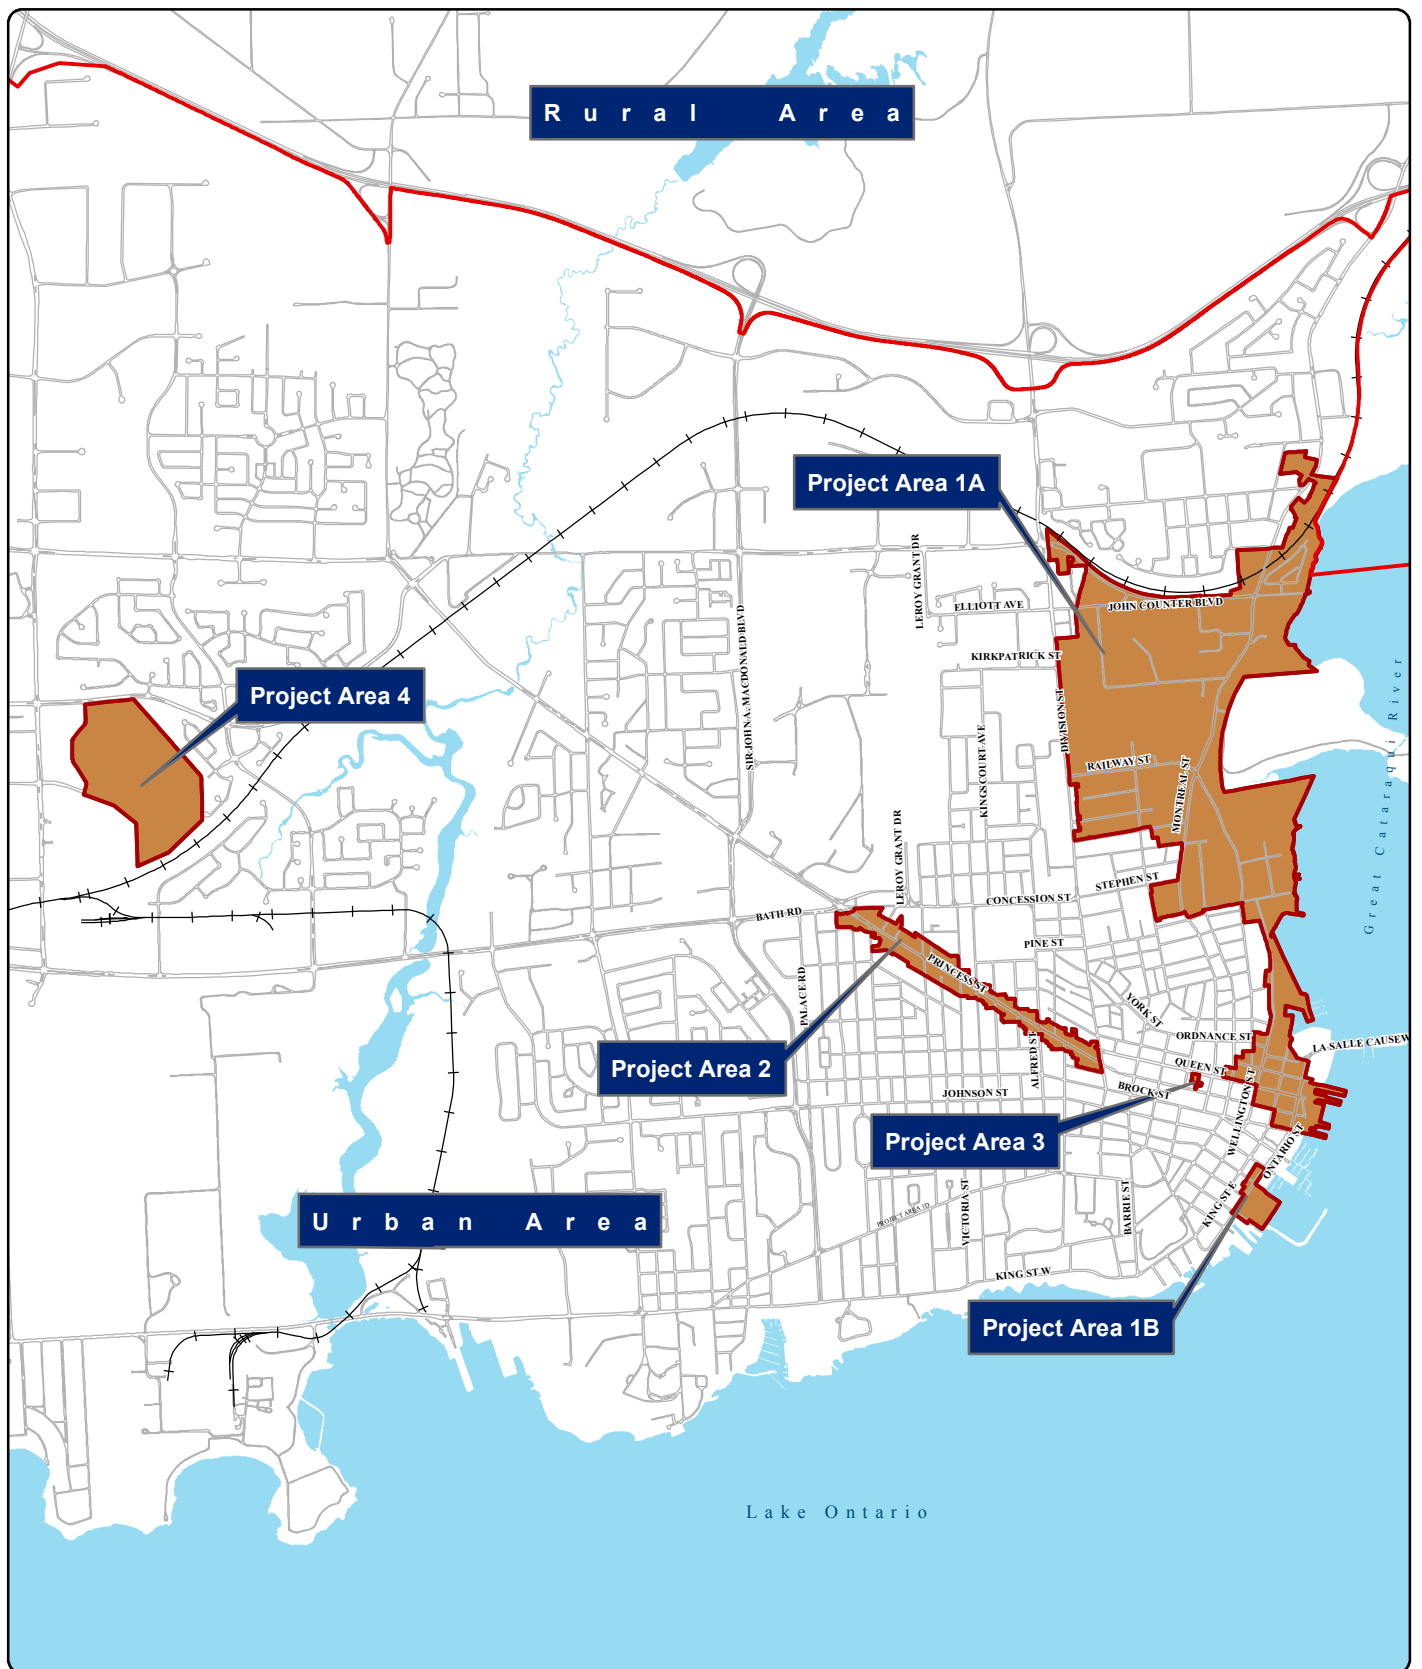 Rural Area
Project Area 1A
LEROY GRANT DR
ELLIOTT AVE
JOHN COUNTER BLVD
KIRKPATRICK ST
SIR JOHN A. MACDONALD BLVD
DIVISION ST
Great Cataraqui River
Project Area 4
KINGSCOURT AVE
RAILWAY ST
MONTREAL ST
LEROY GRANT DR
STEPHEN ST
CONCESSION ST
BATH RD
PINE ST
PRINCESS ST
PALACE RD
YORK ST
ORDNANCE ST
LA SALLE CAUSEW
Project Area 2
ALFRED ST
QUEEN ST
BROCK ST
JOHNSON ST
WELLINGTON ST
Project Area 3
ONTARIO ST
Urban Area
PROJECT AREA 1D
VICTORIA ST
BARRIE ST
KING ST E
KING ST W
Project Area 1B
Lake Ontario